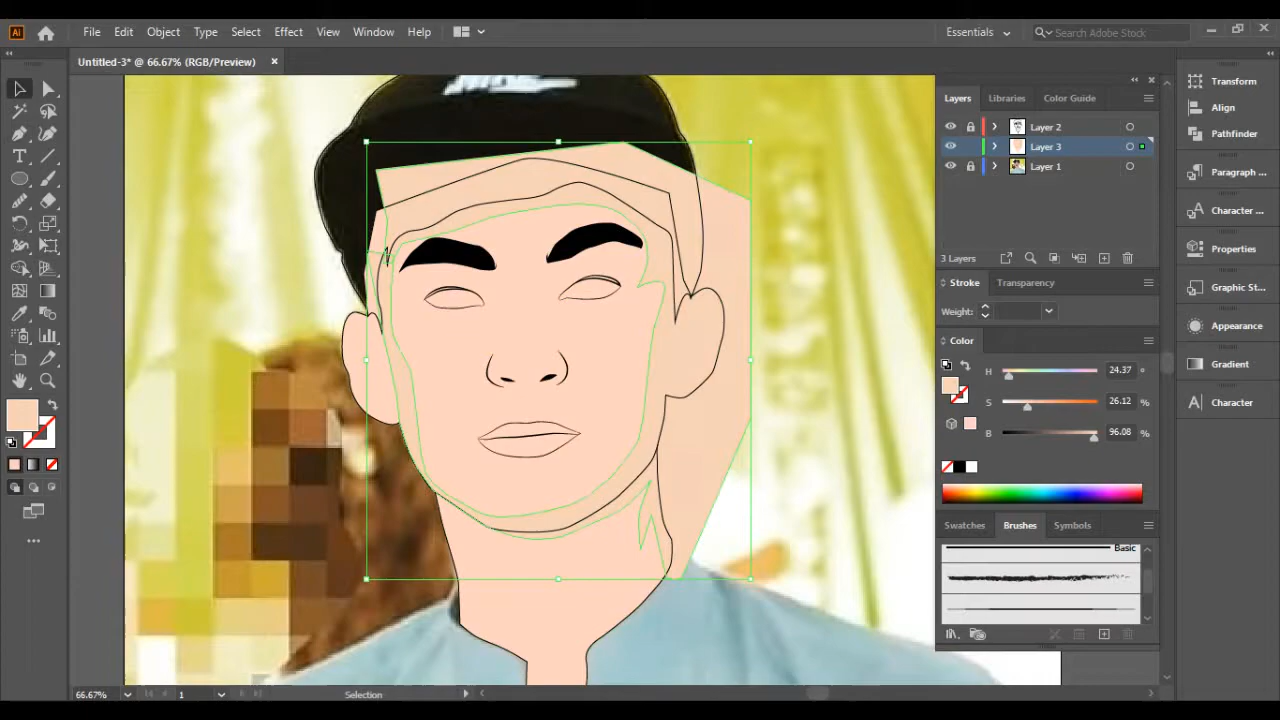 Ai
File Edit Object Type Select Effect View Window Help
Essentials
Search Adobe Stock
Untitled-3* @ 66.67% (RGB/Preview)
Layers Libraries Color Guide
Layer 2
Layer 3
Layer 1
3 Layers
Stroke Transparency
Weight:
Color
H 24.37 °
S 26.12 %
B 96.08 %
Swatches Brushes Symbols
Basic
Transform
Align
Pathfinder
Paragraph ...
Character ...
Properties
Graphic St...
Appearance
Gradient
Character
66.67% 1 Selection